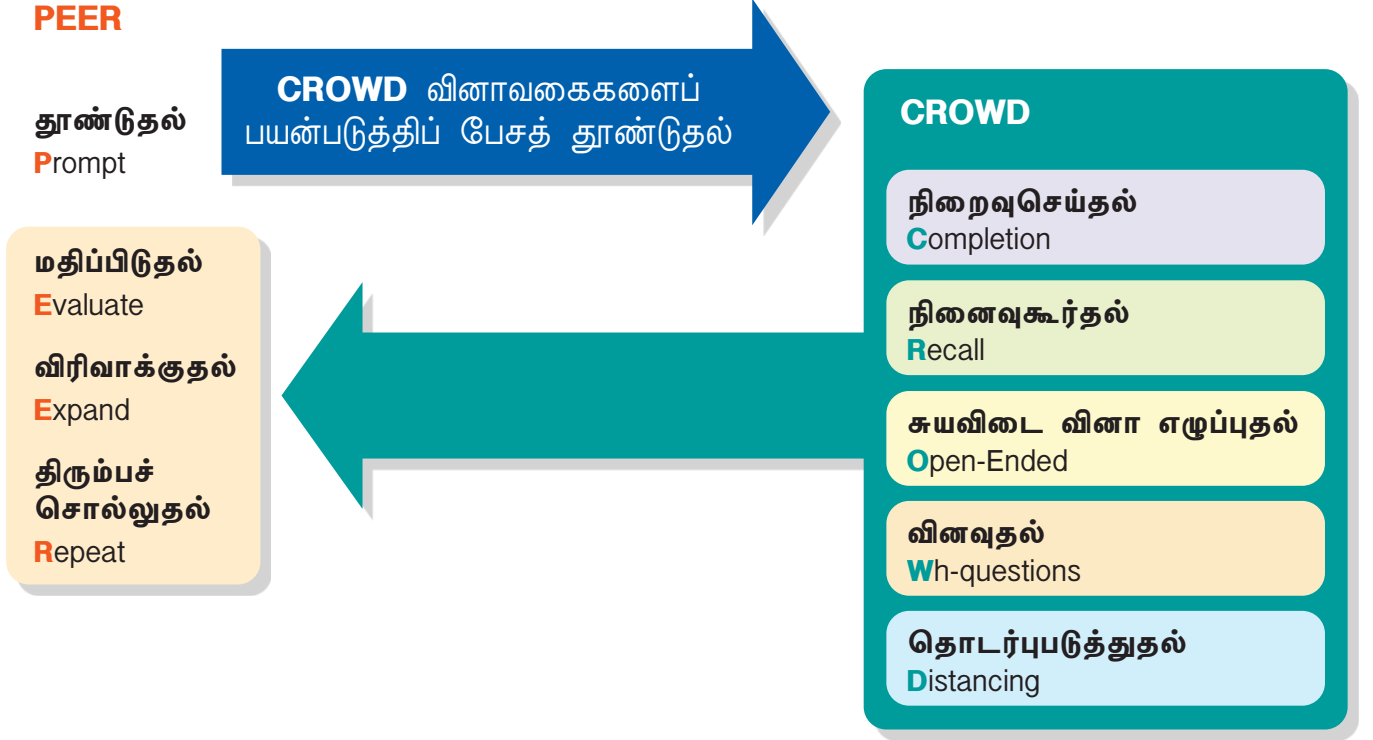 PEER
தூண்டுதல்
Prompt
CROWD வினாவகைகளைப்
பயன்படுத்திப் பேசத் தூண்டுதல்
மதிப்பிடுதல்
Evaluate
விரிவாக்குதல்
Expand
திரும்பச்
சொல்லுதல்
Repeat
CROWD
நிறைவுசெய்தல்
Completion
நினைவுகூர்தல்
Recall
சுயவிடை வினா எழுப்புதல்
Open-Ended
வினவுதல்
Wh-questions
தொடர்புபடுத்துதல்
Distancing